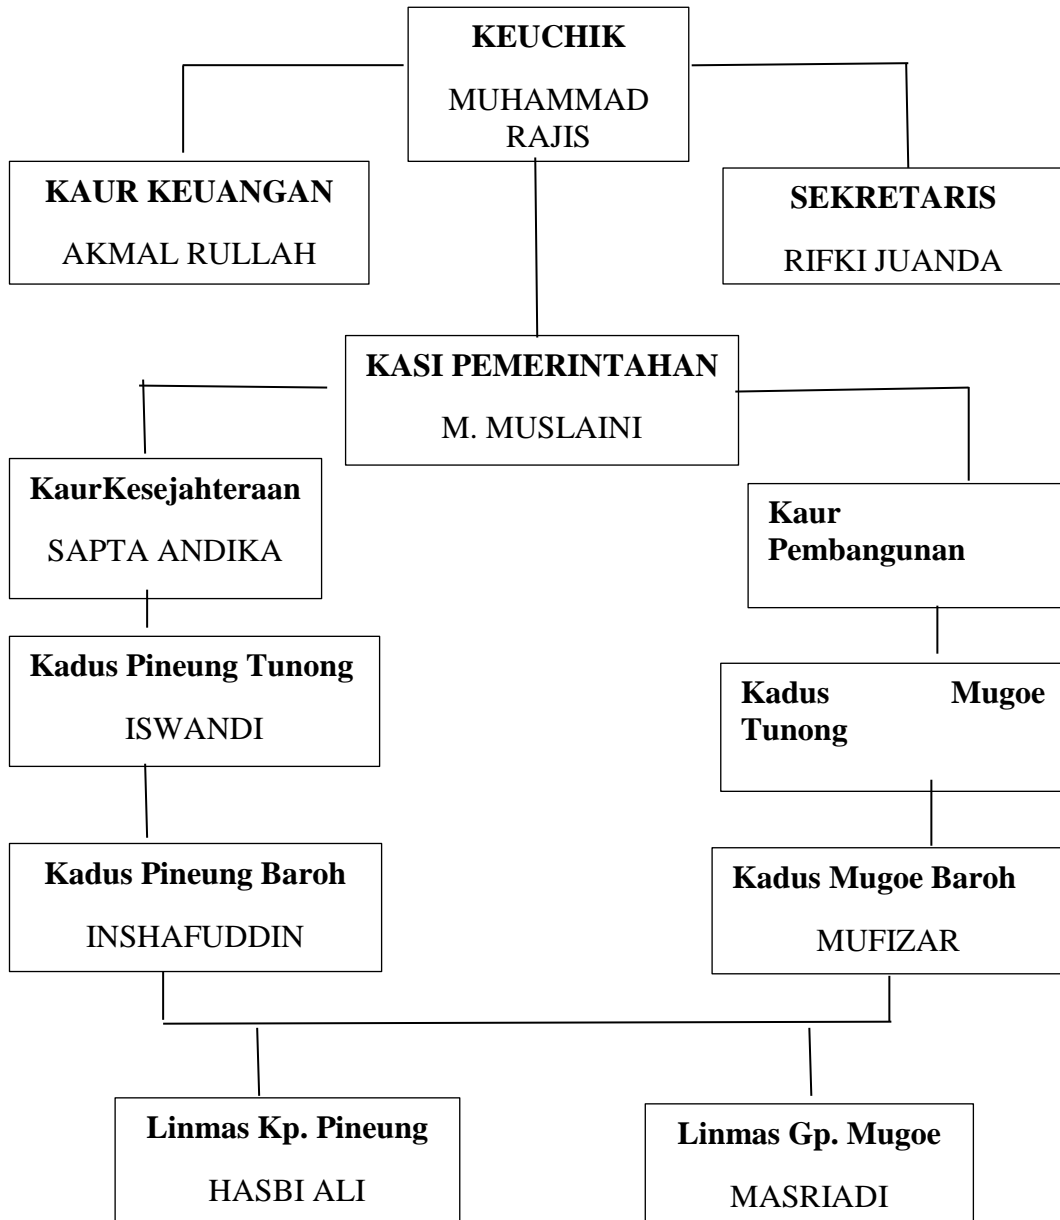 KEUCHIK
MUHAMMAD
RAJIS
KAUR KEUANGAN
AKMAL RULLAH
SEKRETARIS
RIFKI JUANDA
KASI PEMERINTAHAN
M. MUSLAINI
KaurKesejahteraan
SAPTA ANDIKA
Kaur
Pembangunan
Kadus Pineung Tunong
ISWANDI
Kadus Mugoe
Tunong
Kadus Pineung Baroh
INSHAFUDDIN
Kadus Mugoe Baroh
MUFIZAR
Linmas Kp. Pineung
HASBI ALI
Linmas Gp. Mugoe
MASRIADI